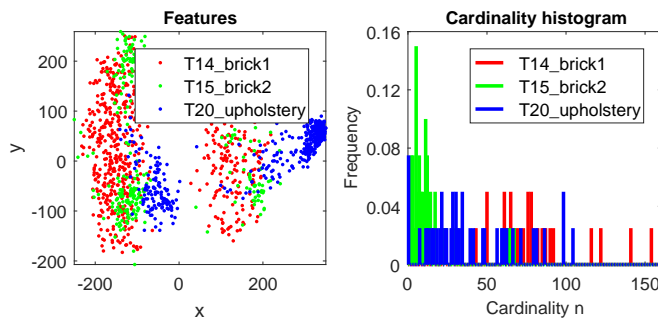 Features
T14_brick1
T15_brick2
T20_upholstery
y
200
100
0
-100
-200
-200
0
200
x
Cardinality histogram
T14_brick1
T15_brick2
T20_upholstery
Frequency
0.16
0.12
0.08
0.04
0
0
50
100
150
Cardinality n